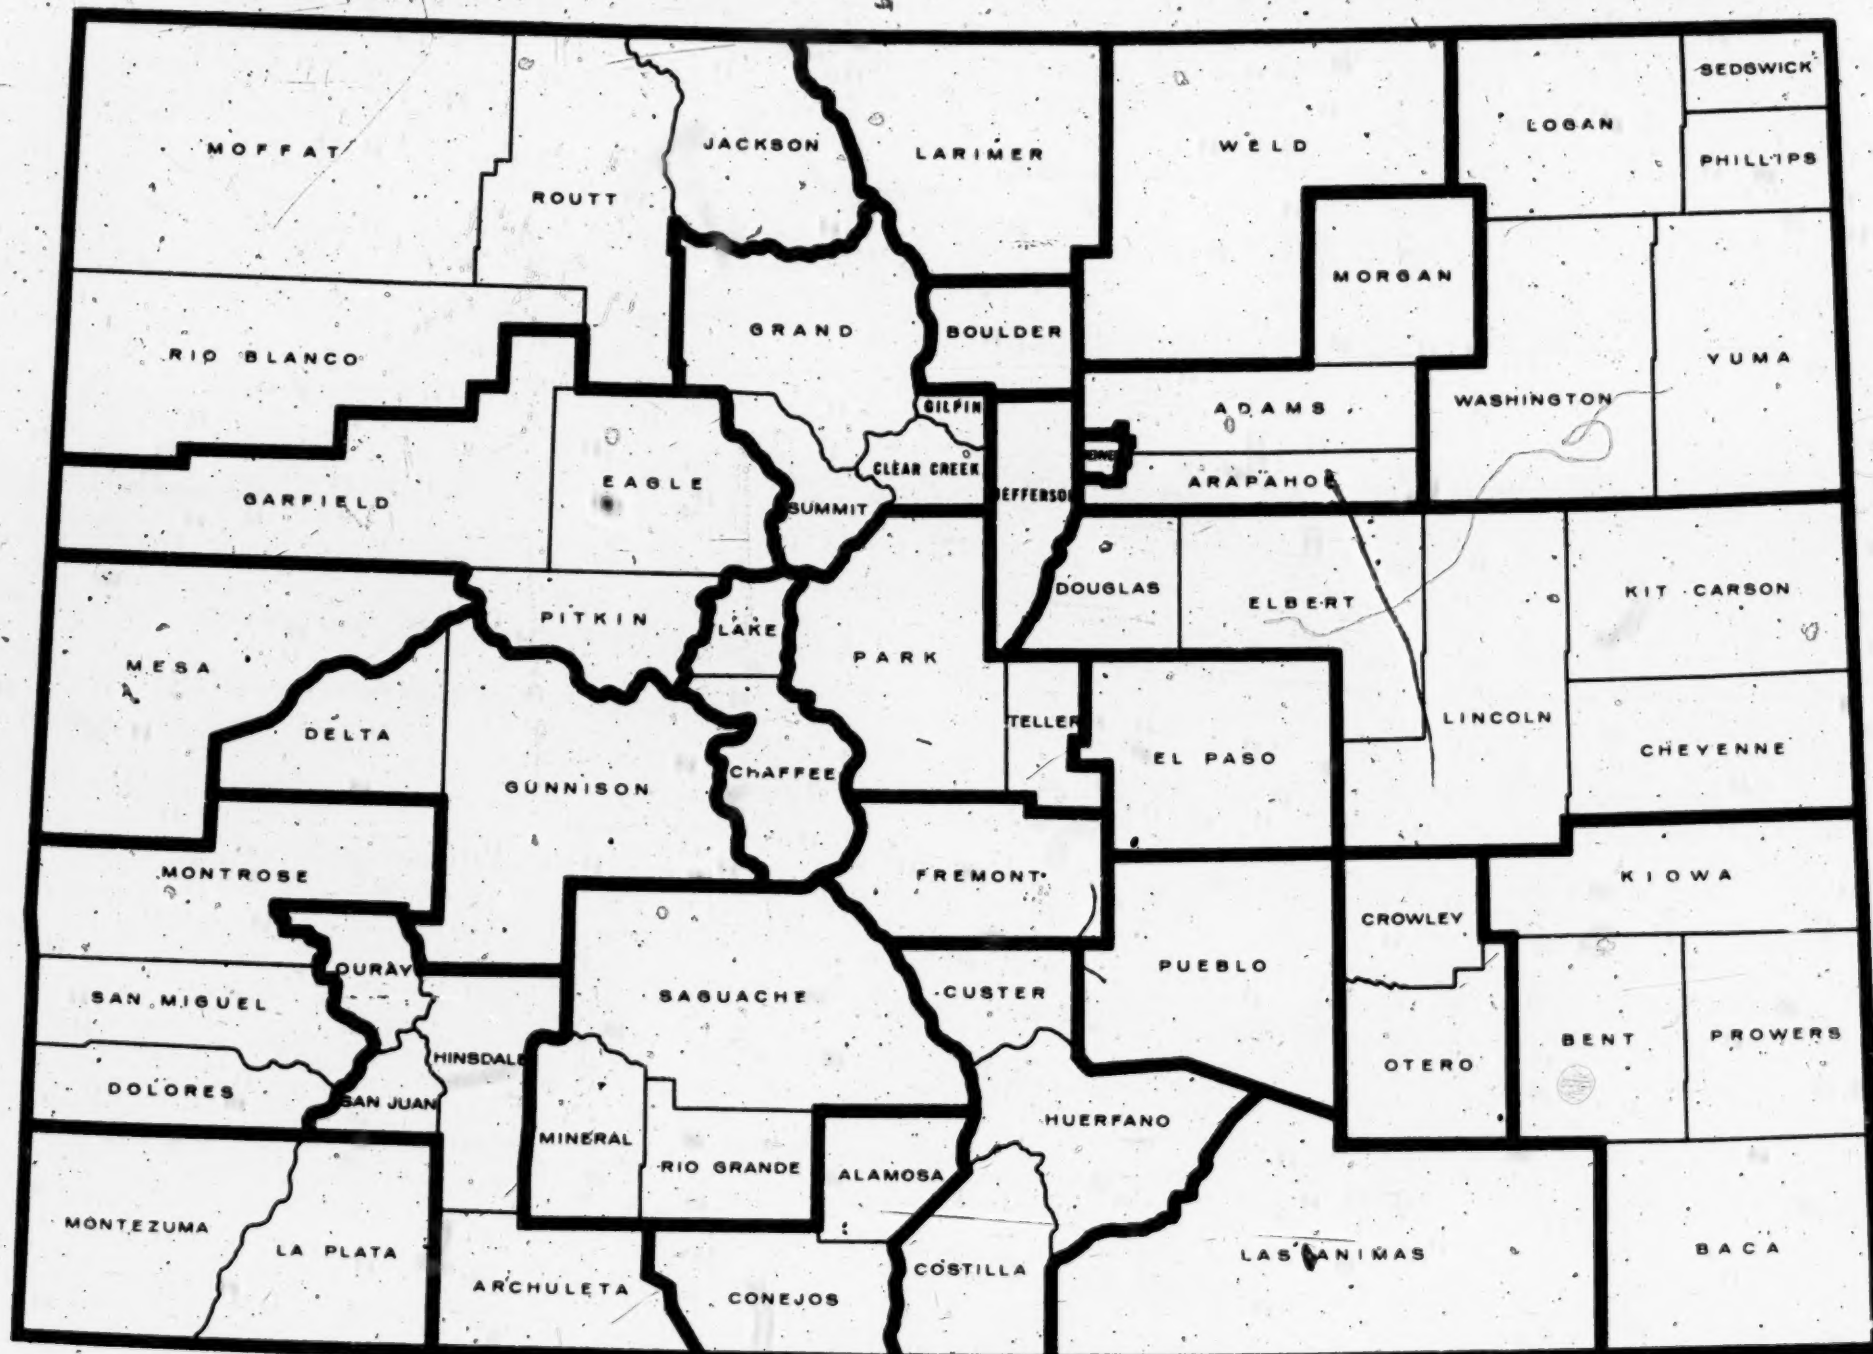 SEDGWICK
LOGAN
MOFFAT
JACKSON
LARIMER
WELD
PHILLIPS
ROUTT
MORGAN
RIO BLANCO
GRAND
BOULDER
YUMA
GILPIN
ADAMS
WASHINGTON
CLEAR CREEK
EAGLE
ARAPAHOE
GARFIELD
SUMMIT
JEFFERSON
DOUGLAS
KIT CARSON
ELBERT
PITKIN
LAKE
MESA
PARK
TELLER
LINCOLN
DELTA
CHEYENNE
EL PASO
CHAFFEE
GUNNISON
MONTROSE
FREMONT
KIOWA
CROWLEY
OURAY
PUEBLO
SAN MIGUEL
SAGUACHE
CUSTER
BENT
PROWERS
HINSDALE
OTERO
DOLORES
SAN JUAN
HUERFANO
MINERAL
RIO GRANDE
ALAMOSA
MONTEZUMA
LA PLATA
LAS ANIMAS
BACA
COSTILLA
ARCHULETA
CONEJOS